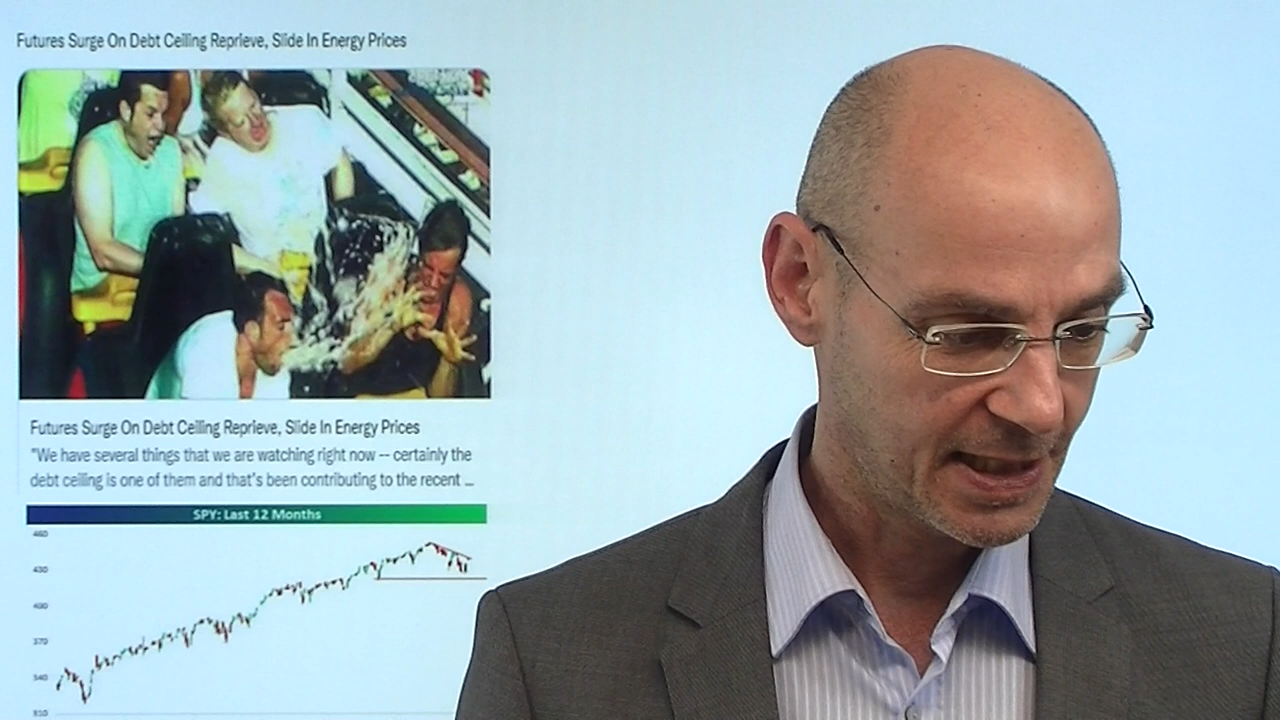 Futures Surge On Debt Ceiling Reprieve, Slide In Energy Prices
Futures Surge On Debt Ceiling Reprieve, Slide In Energy Prices
"We have several things that we are watching right now -- certainly the
debt ceiling is one of them and that's been contributing to the recent ...
SPY: Last 12 Months
460
430
400
370
340
310